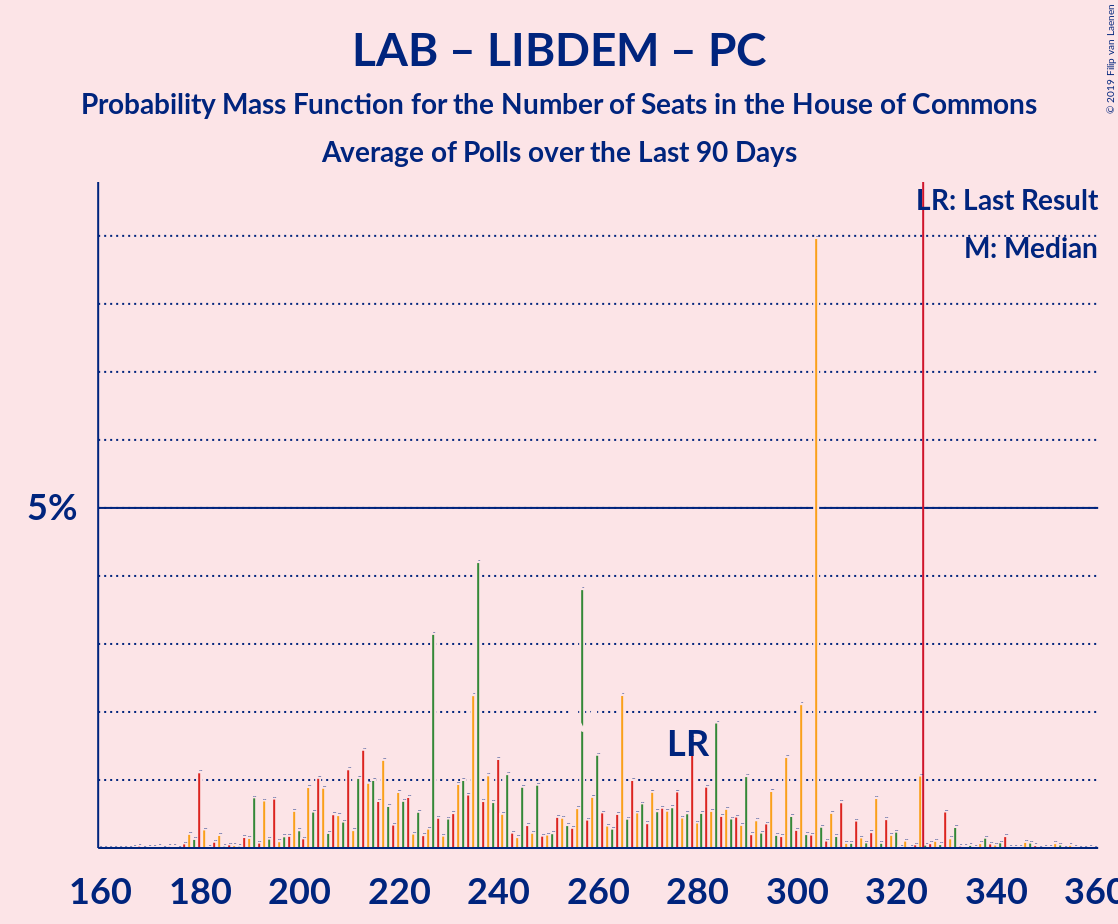 LAB – LIBDEM – PC
Probability Mass Function for the Number of Seats in the House of Commons
Average of Polls over the Last 90 Days
© 2019 Filip van Laenen
LR: Last Result
M: Median
5%
LR
160 180 200 220 240 260 280 300 320 340 360